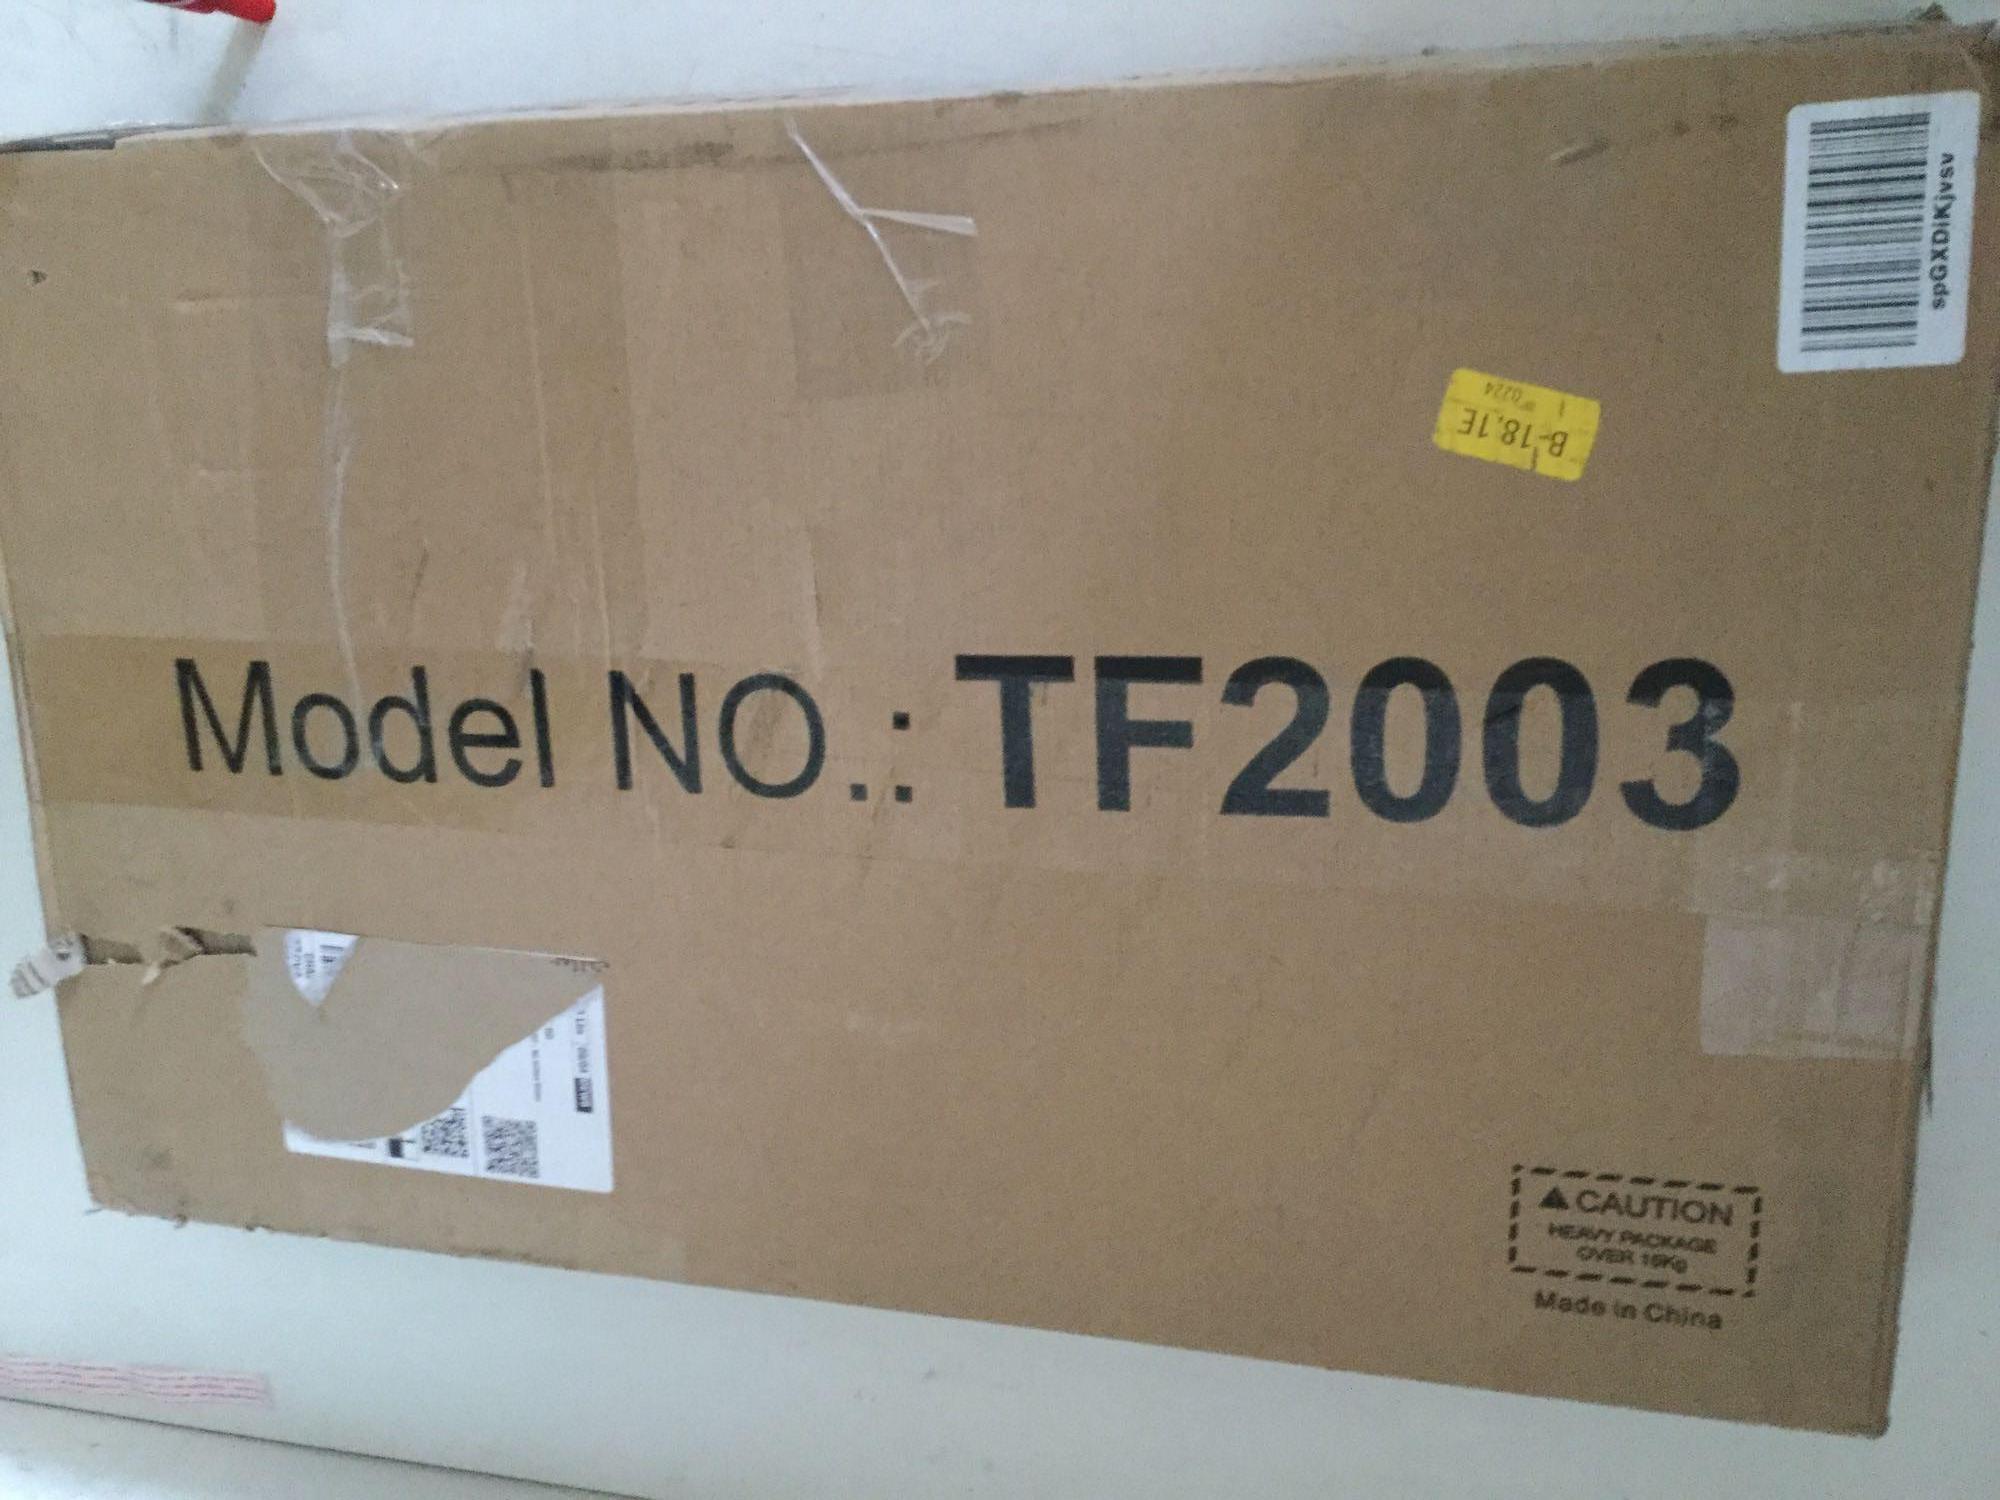 spGXDiKjvsv
B-18.1E
Model NO.: TF2003
CAUTION
HEAVY PACKAGE
OVER 15Kg
Made in China